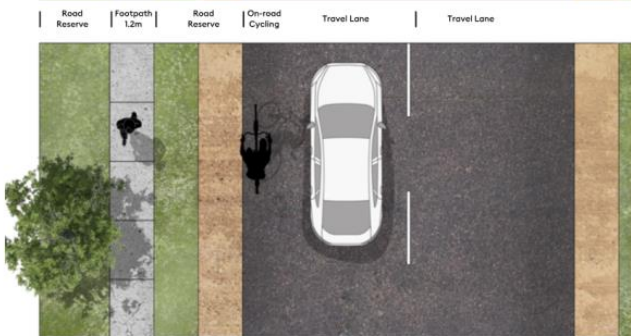 Road
Reserve
Footpath
1.2m
Road
Reserve
On-road
Cycling
Travel Lane
Travel Lane